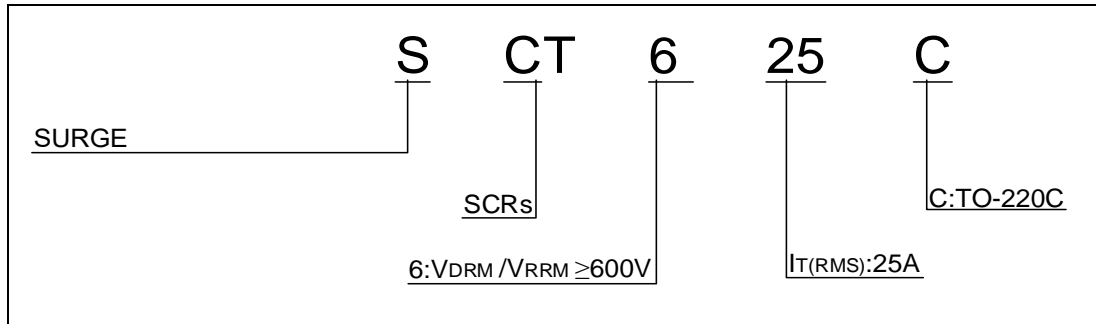 S CT 6 25 C
SURGE
SCRs
C:TO-220C
6:VDRM /VRRM ≥600V
IT(RMS):25A